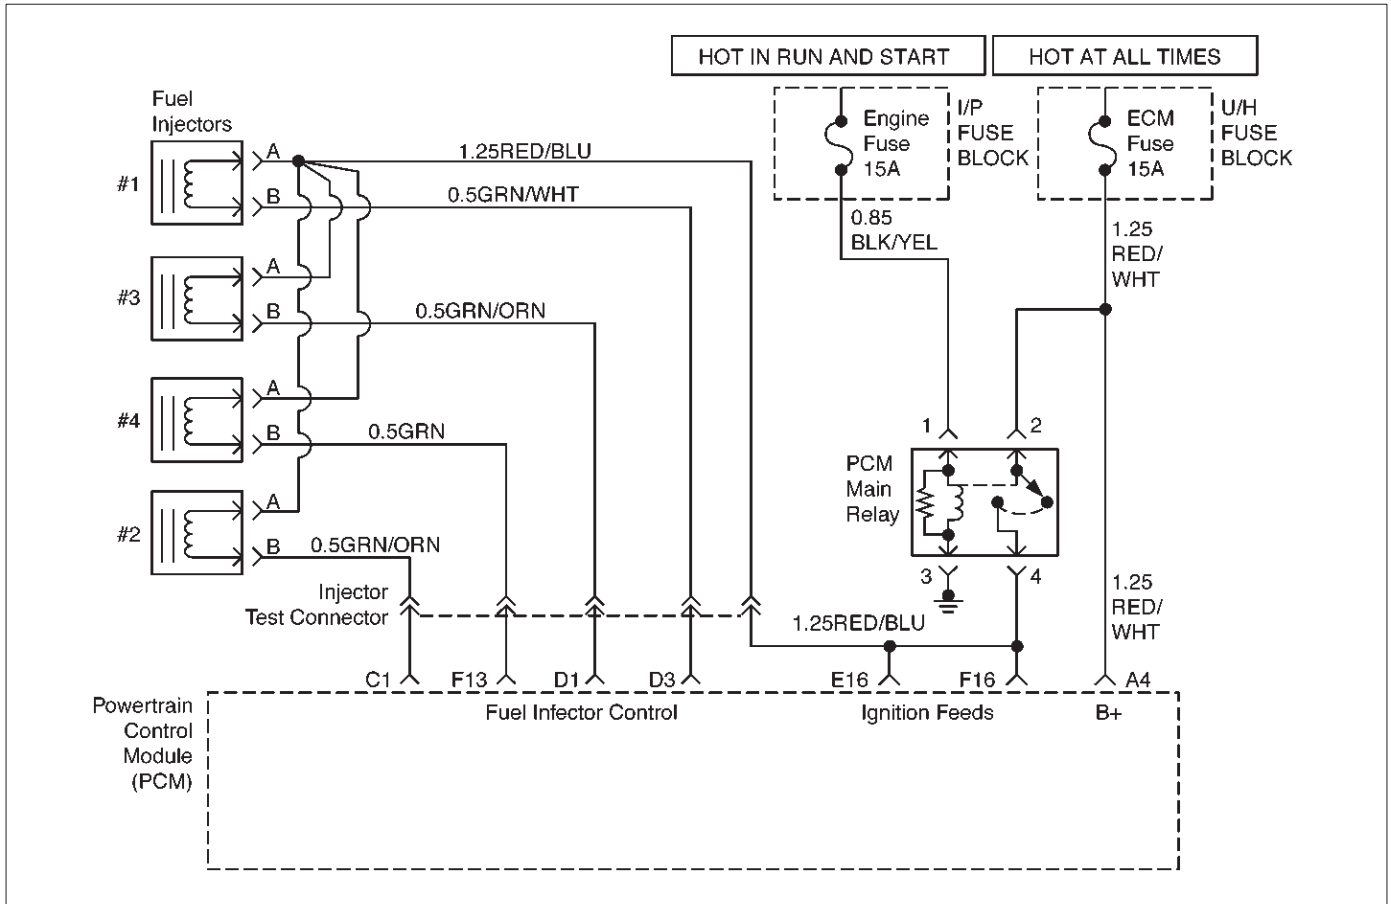 HOT IN RUN AND START
HOT AT ALL TIMES
Fuel
Injectors
Engine
Fuse
15A
I/P
FUSE
BLOCK
ECM
Fuse
15A
U/H
FUSE
BLOCK
#1
A
1.25RED/BLU
B
0.5GRN/WHT
0.85
BLK/YEL
1.25
RED/
WHT
#3
A
B
0.5GRN/ORN
#4
A
B
0.5GRN
1
2
PCM
Main
Relay
3
4
#2
A
B
0.5GRN/ORN
Injector
Test Connector
1.25RED/BLU
1.25
RED/
WHT
C1
F13
D1
D3
E16
F16
A4
Powertrain
Control
Module
(PCM)
Fuel Infector Control
Ignition Feeds
B+